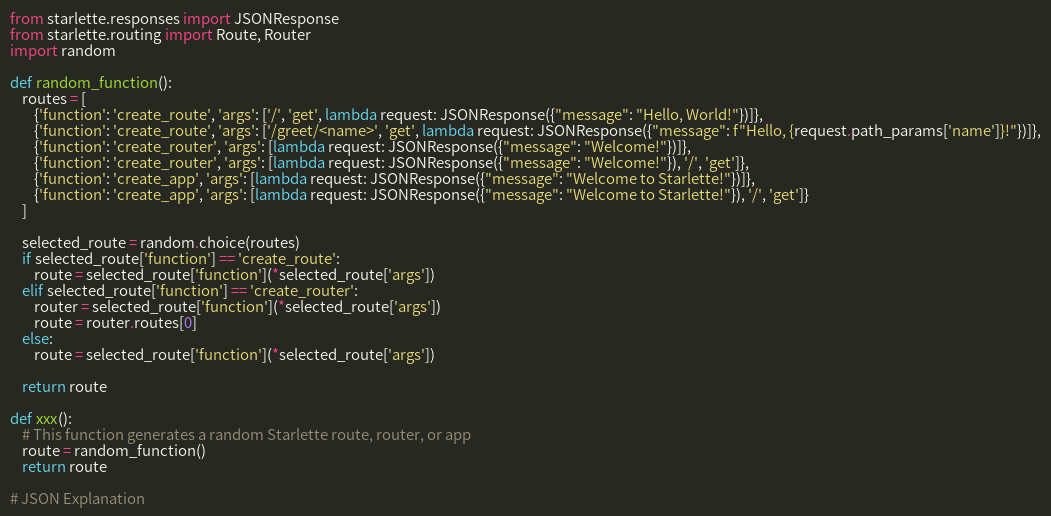 from starlette.responses import JSONResponse
from starlette.routing import Route, Router
import random

def random_function():
    routes = [
        {'function': 'create_route', 'args': ['/', 'get', lambda request: JSONResponse({"message": "Hello, World!"})]},
        {'function': 'create_route', 'args': ['/greet/<name>', 'get', lambda request: JSONResponse({"message": f"Hello, {request.path_params['name']}!"})]},
        {'function': 'create_router', 'args': [lambda request: JSONResponse({"message": "Welcome!"})]},
        {'function': 'create_router', 'args': [lambda request: JSONResponse({"message": "Welcome!"}), '/', 'get']},
        {'function': 'create_app', 'args': [lambda request: JSONResponse({"message": "Welcome to Starlette!"})]},
        {'function': 'create_app', 'args': [lambda request: JSONResponse({"message": "Welcome to Starlette!"}), '/', 'get']}
    ]

    selected_route = random.choice(routes)
    if selected_route['function'] == 'create_route':
        route = selected_route['function'](*selected_route['args'])
    elif selected_route['function'] == 'create_router':
        router = selected_route['function'](*selected_route['args'])
        route = router.routes[0]
    else:
        route = selected_route['function'](*selected_route['args'])

    return route

def xxx():
    # This function generates a random Starlette route, router, or app
    route = random_function()
    return route

# JSON Explanation